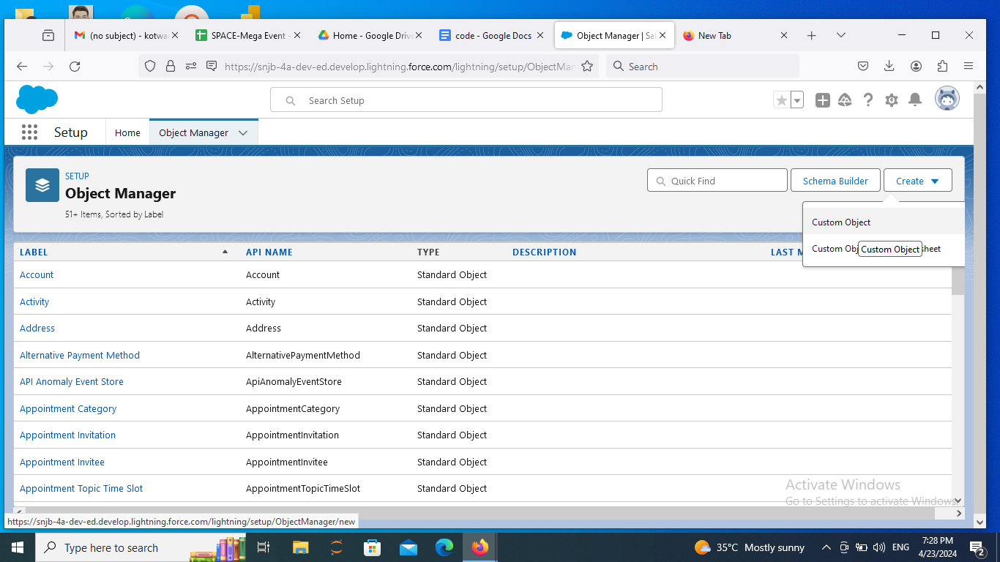 (no subject) - kotwa
SPACE-Mega Event -
Home - Google Drive
code - Google Docs
Object Manager | Sal
New Tab
https://snjb-4a-dev-ed.develop.lightning.force.com/lightning/setup/ObjectMan
Search
Search Setup
Setup
Home
Object Manager
SETUP
Object Manager
51+ Items, Sorted by Label
Quick Find
Schema Builder
Create
Custom Object
Custom Obj
sheet
Custom Object
LABEL API NAME TYPE DESCRIPTION LAST M
Account Account Standard Object
Activity Activity Standard Object
Address Address Standard Object
Alternative Payment Method AlternativePaymentMethod Standard Object
API Anomaly Event Store ApiAnomalyEventStore Standard Object
Appointment Category AppointmentCategory Standard Object
Appointment Invitation AppointmentInvitation Standard Object
Appointment Invitee AppointmentInvitee Standard Object
Appointment Topic Time Slot AppointmentTopicTimeSlot Standard Object
Activate Windows
Go to Settings to activate Windows.
https://snjb-4a-dev-ed.develop.lightning.force.com/lightning/setup/ObjectManager/new
Type here to search
35°C Mostly sunny
ENG
7:28 PM
4/23/2024
2